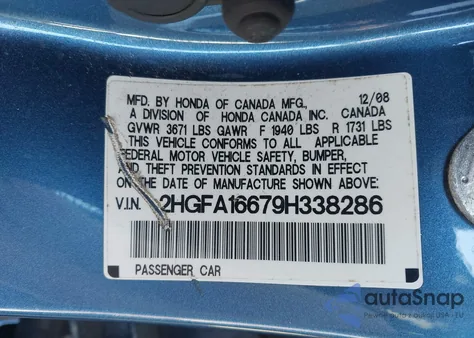 MFD. BY HONDA OF CANADA MFG., 12/08
A DIVISION OF HONDA CANADA INC. CANADA
GVWR 3671 LBS GAWR F 1940 LBS R 1731 LBS
THIS VEHICLE CONFORMS TO ALL APPLICABLE
FEDERAL MOTOR VEHICLE SAFETY, BUMPER,
AND THEFT PREVENTION STANDARDS IN EFFECT
ON THE DATE OF MANUFACTURE SHOWN ABOVE:
V.I.N. 2HGFA16679H338286
PASSENGER CAR
autoSnap